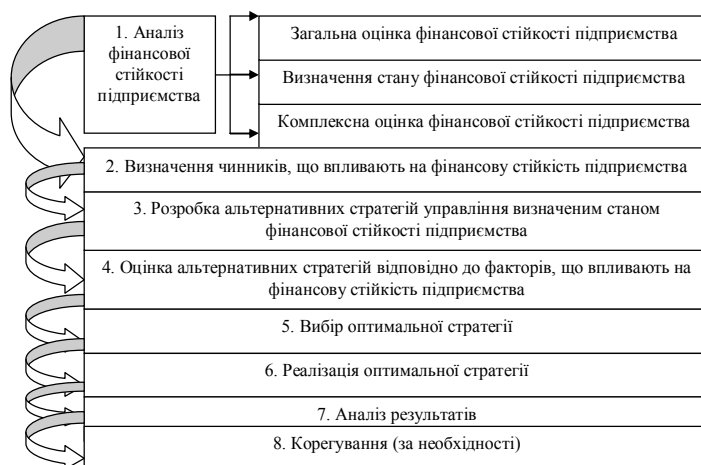 1. Аналіз
фінансової
стійкості
підприємства
Загальна оцінка фінансової стійкості підприємства
Визначення стану фінансової стійкості підприємства
Комплексна оцінка фінансової стійкості підприємства
2. Визначення чинників, що впливають на фінансову стійкість підприємства
3. Розробка альтернативних стратегій управління визначеним станом
фінансової стійкості підприємства
4. Оцінка альтернативних стратегій відповідно до факторів, що впливають на
фінансову стійкість підприємства
5. Вибір оптимальної стратегії
6. Реалізація оптимальної стратегії
7. Аналіз результатів
8. Корегування (за необхідності)